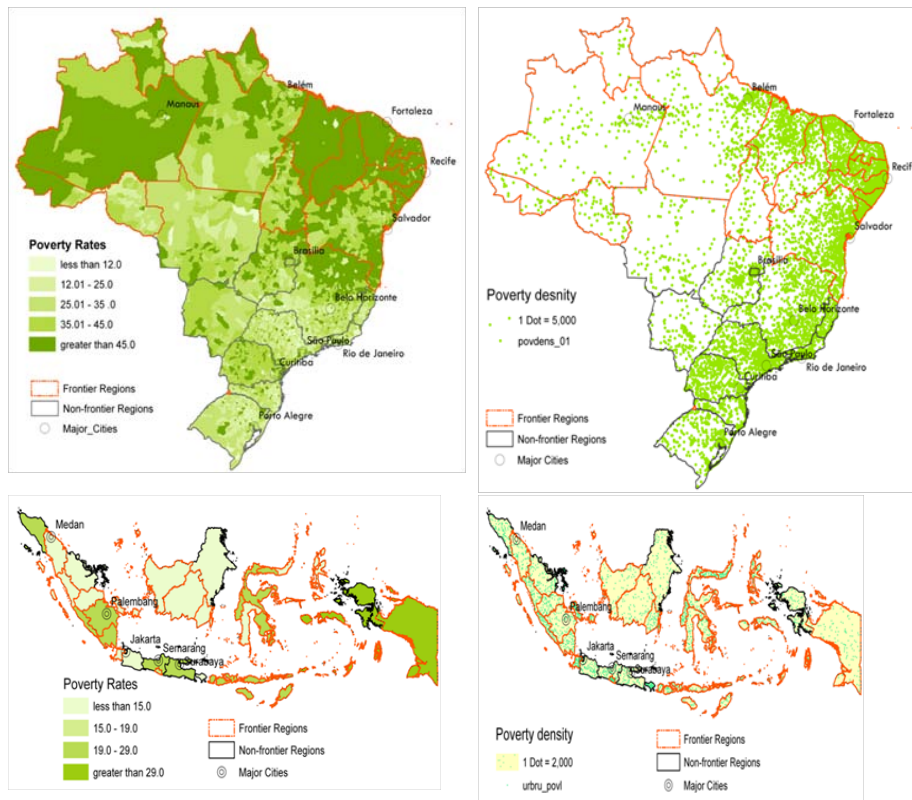 Belém
Manaus
Fortaleza
Recife
Salvador
Poverty Rates
Brasília
less than 12.0
12.01 - 25.0
25.01 - 35 .0
35.01 - 45.0
greater than 45.0
Belo Horizonte
São Paulo
Rio de Janeiro
Curitiba
Frontier Regions
Non-frontier Regions
Major_Cities
Porto Alegre
Belém
Manaus
Fortaleza
Recif
Salvador
Brasília
Poverty desnity
Belo Horizonte
1 Dot = 5,000
povdens_01
São Paulo
Rio de Janeiro
Curitiba
Frontier Regions
Non-frontier Regions
Major Cities
Porto Alegre
Medan
Palembang
Jakarta
Semarang
Surabaya
Poverty Rates
less than 15.0
15.0 - 19.0
19.0 - 29.0
greater than 29.0
Frontier Regions
Non-frontier Regions
Major Cities
Medan
Palembang
Jakarta
Semarang
Surabaya
Poverty density
1 Dot = 2,000
urbru_povl
Frontier Regions
Non-frontier Regions
Major Cities